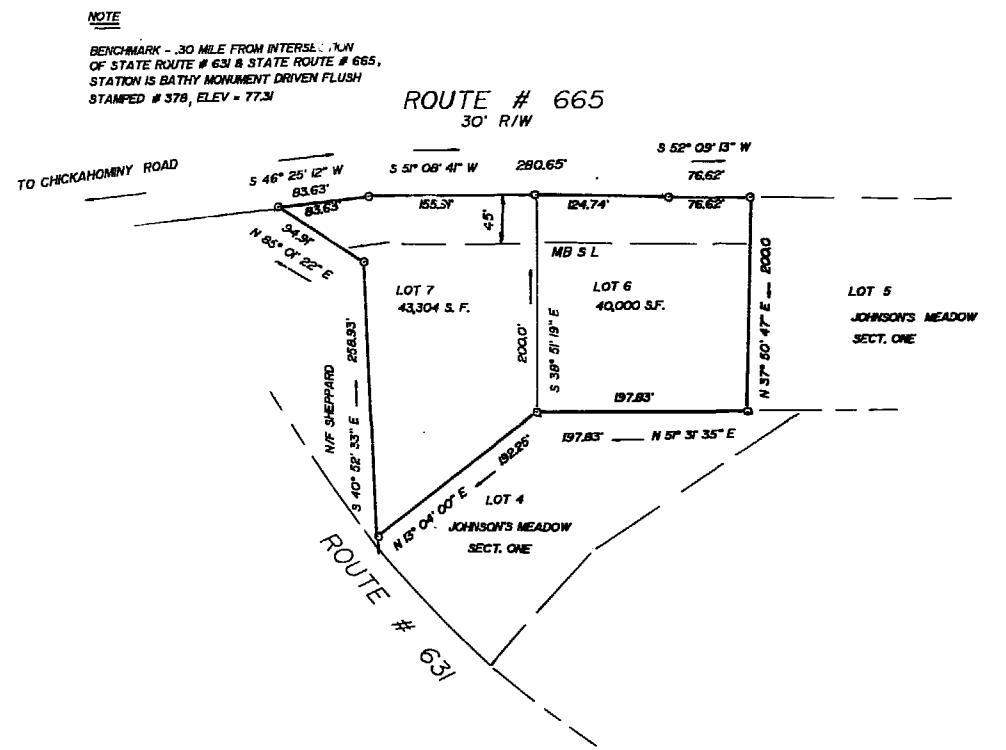 NOTE
BENCHMARK - .30 MILE FROM INTERSECTION
OF STATE ROUTE # 631 & STATE ROUTE # 665,
STATION IS BATHY MONUMENT DRIVEN FLUSH
STAMPED # 378, ELEV = 77.31
ROUTE # 665
30' R/W
TO CHICKAHOMINY ROAD
S 46° 25' 12" W
83.63'
83.63'
S 51° 08' 41" W
155.91'
280.65'
124.74'
S 52° 09' 13" W
76.62'
76.62'
94.91'
N 85° 01' 22" E
45'
MB S L
LOT 7
43,304 S. F.
LOT 6
40,000 S.F.
LOT 5
JOHNSON'S MEADOW
SECT. ONE
N 37° 50' 47" E — 200.0
200.0'
S 38° 51' 19" E
N/F SHEPPARD
S 40° 52' 33" E — 258.93'
197.83'
197.83' — N 51° 31' 35" E
192.25'
N 13° 04' 00" E
LOT 4
JOHNSON'S MEADOW
SECT. ONE
ROUTE # 631